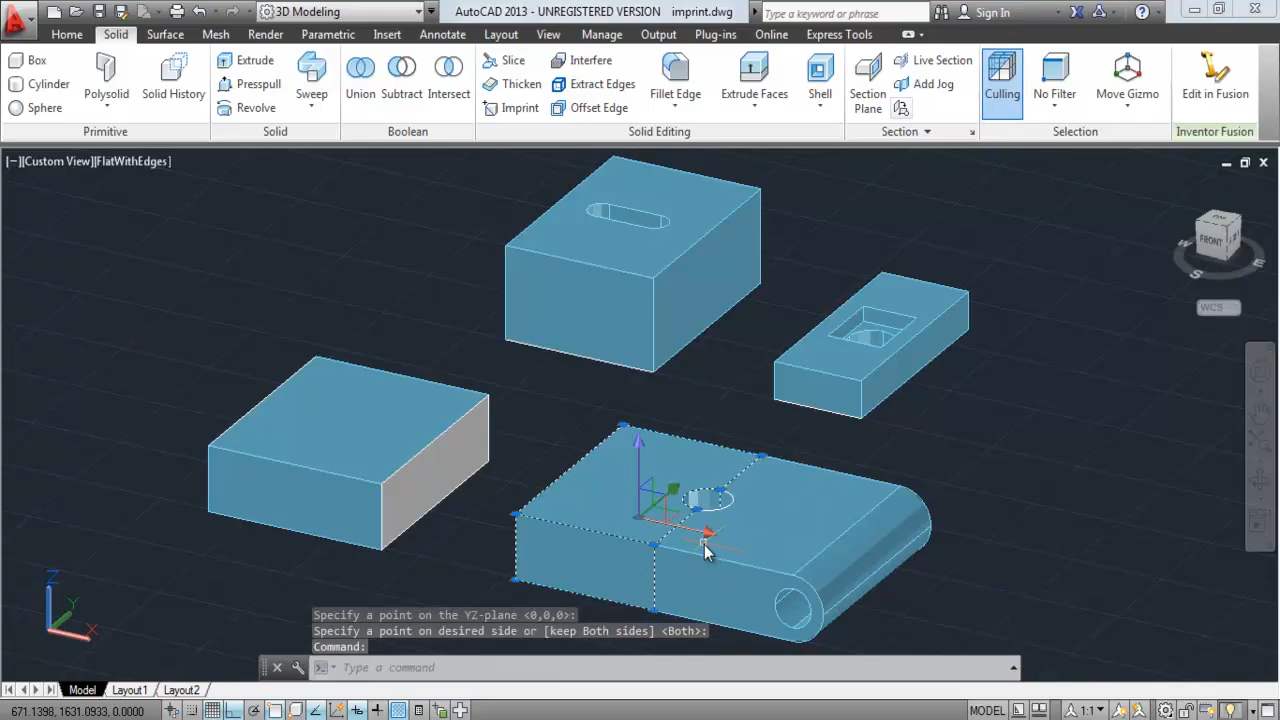 3D Modeling
AutoCAD 2013 - UNREGISTERED VERSION imprint.dwg
Type a keyword or phrase
Sign In
Home Solid Surface Mesh Render Parametric Insert Annotate Layout View Manage Output Plug-ins Online Express Tools
Box
Cylinder
Sphere
Polysolid
Solid History
Primitive
Extrude
Presspull
Revolve
Sweep
Solid
Union Subtract Intersect
Boolean
Slice
Thicken
Imprint
Interfere
Extract Edges
Offset Edge
Fillet Edge
Extrude Faces
Shell
Solid Editing
Section
Plane
Live Section
Add Jog
Section
Culling
No Filter
Move Gizmo
Selection
Edit in Fusion
Inventor Fusion
[−][Custom View][FlatWithEdges]
TOP
FRONT
W
S
E
WCS
Z
Y
X
Specify a point on the YZ-plane <0,0,0>:
Specify a point on desired side or [keep Both sides] <Both>:
Command:
Type a command
Model Layout1 Layout2
671.1398, 1631.0933, 0.0000
MODEL
1:1